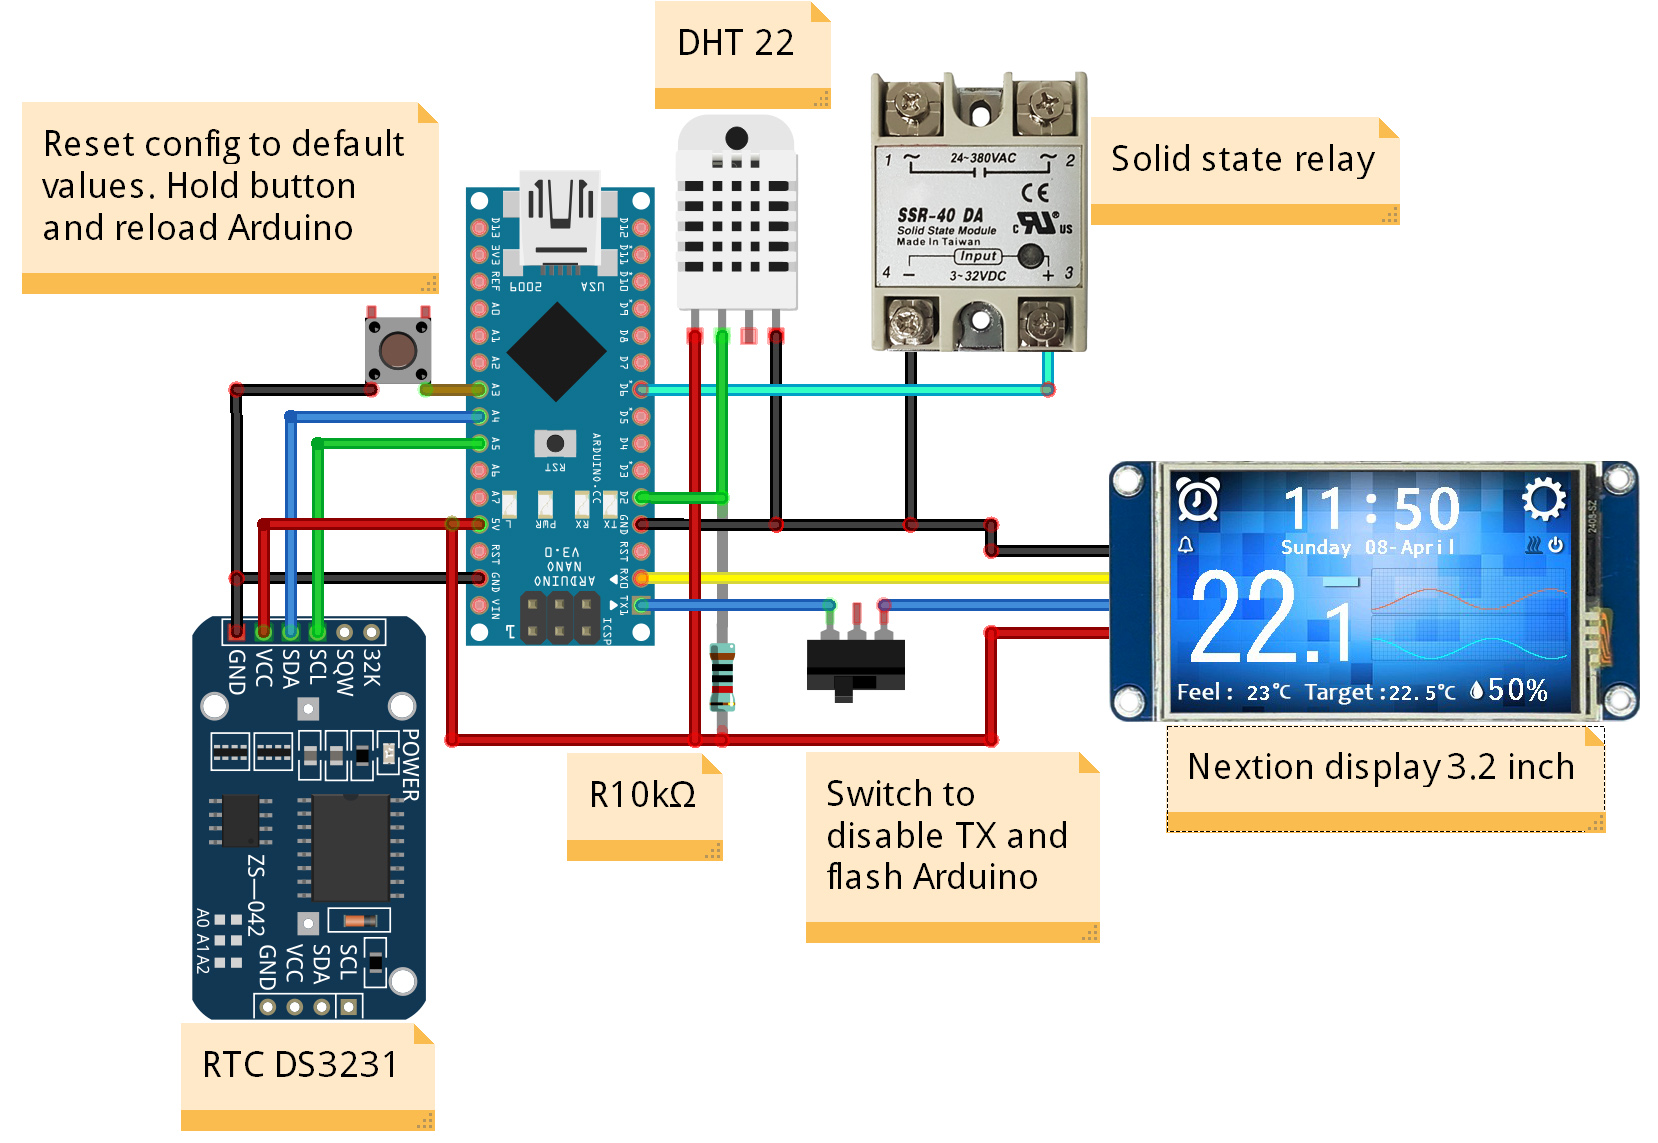 DHT 22
Reset config to default
values. Hold button
and reload Arduino
Solid state relay
1 24~380VAC 2
CE
SSR-40 DA
Solid State Module
Made In Taiwan
c RU ® US
Input
4 − + 3
3~32VDC
D13
3V3
REF
A0
A1
A2
A3
A4
A5
A6
A7
5V
RST
GND
VIN
D12
D11
D10
D9
D8
D7
D6
D5
D4
D3
D2
GND
RST
RX0
TX1
2009
USA
RST
ARDUINO.CC
L
PWR
RX
TX
ARDUINO
NANO
V3.0
1
ICSP
11:50
Sunday 08-April
22.1
Feel: 23°C Target:22.5°C 50%
2408-SZ
GND
VCC
SDA
SCL
SQW
32K
POWER
ZS-042
A0 A1 A2
GND
VCC
SDA
SCL
R10kΩ
Switch to
disable TX and
flash Arduino
Nextion display 3.2 inch
RTC DS3231